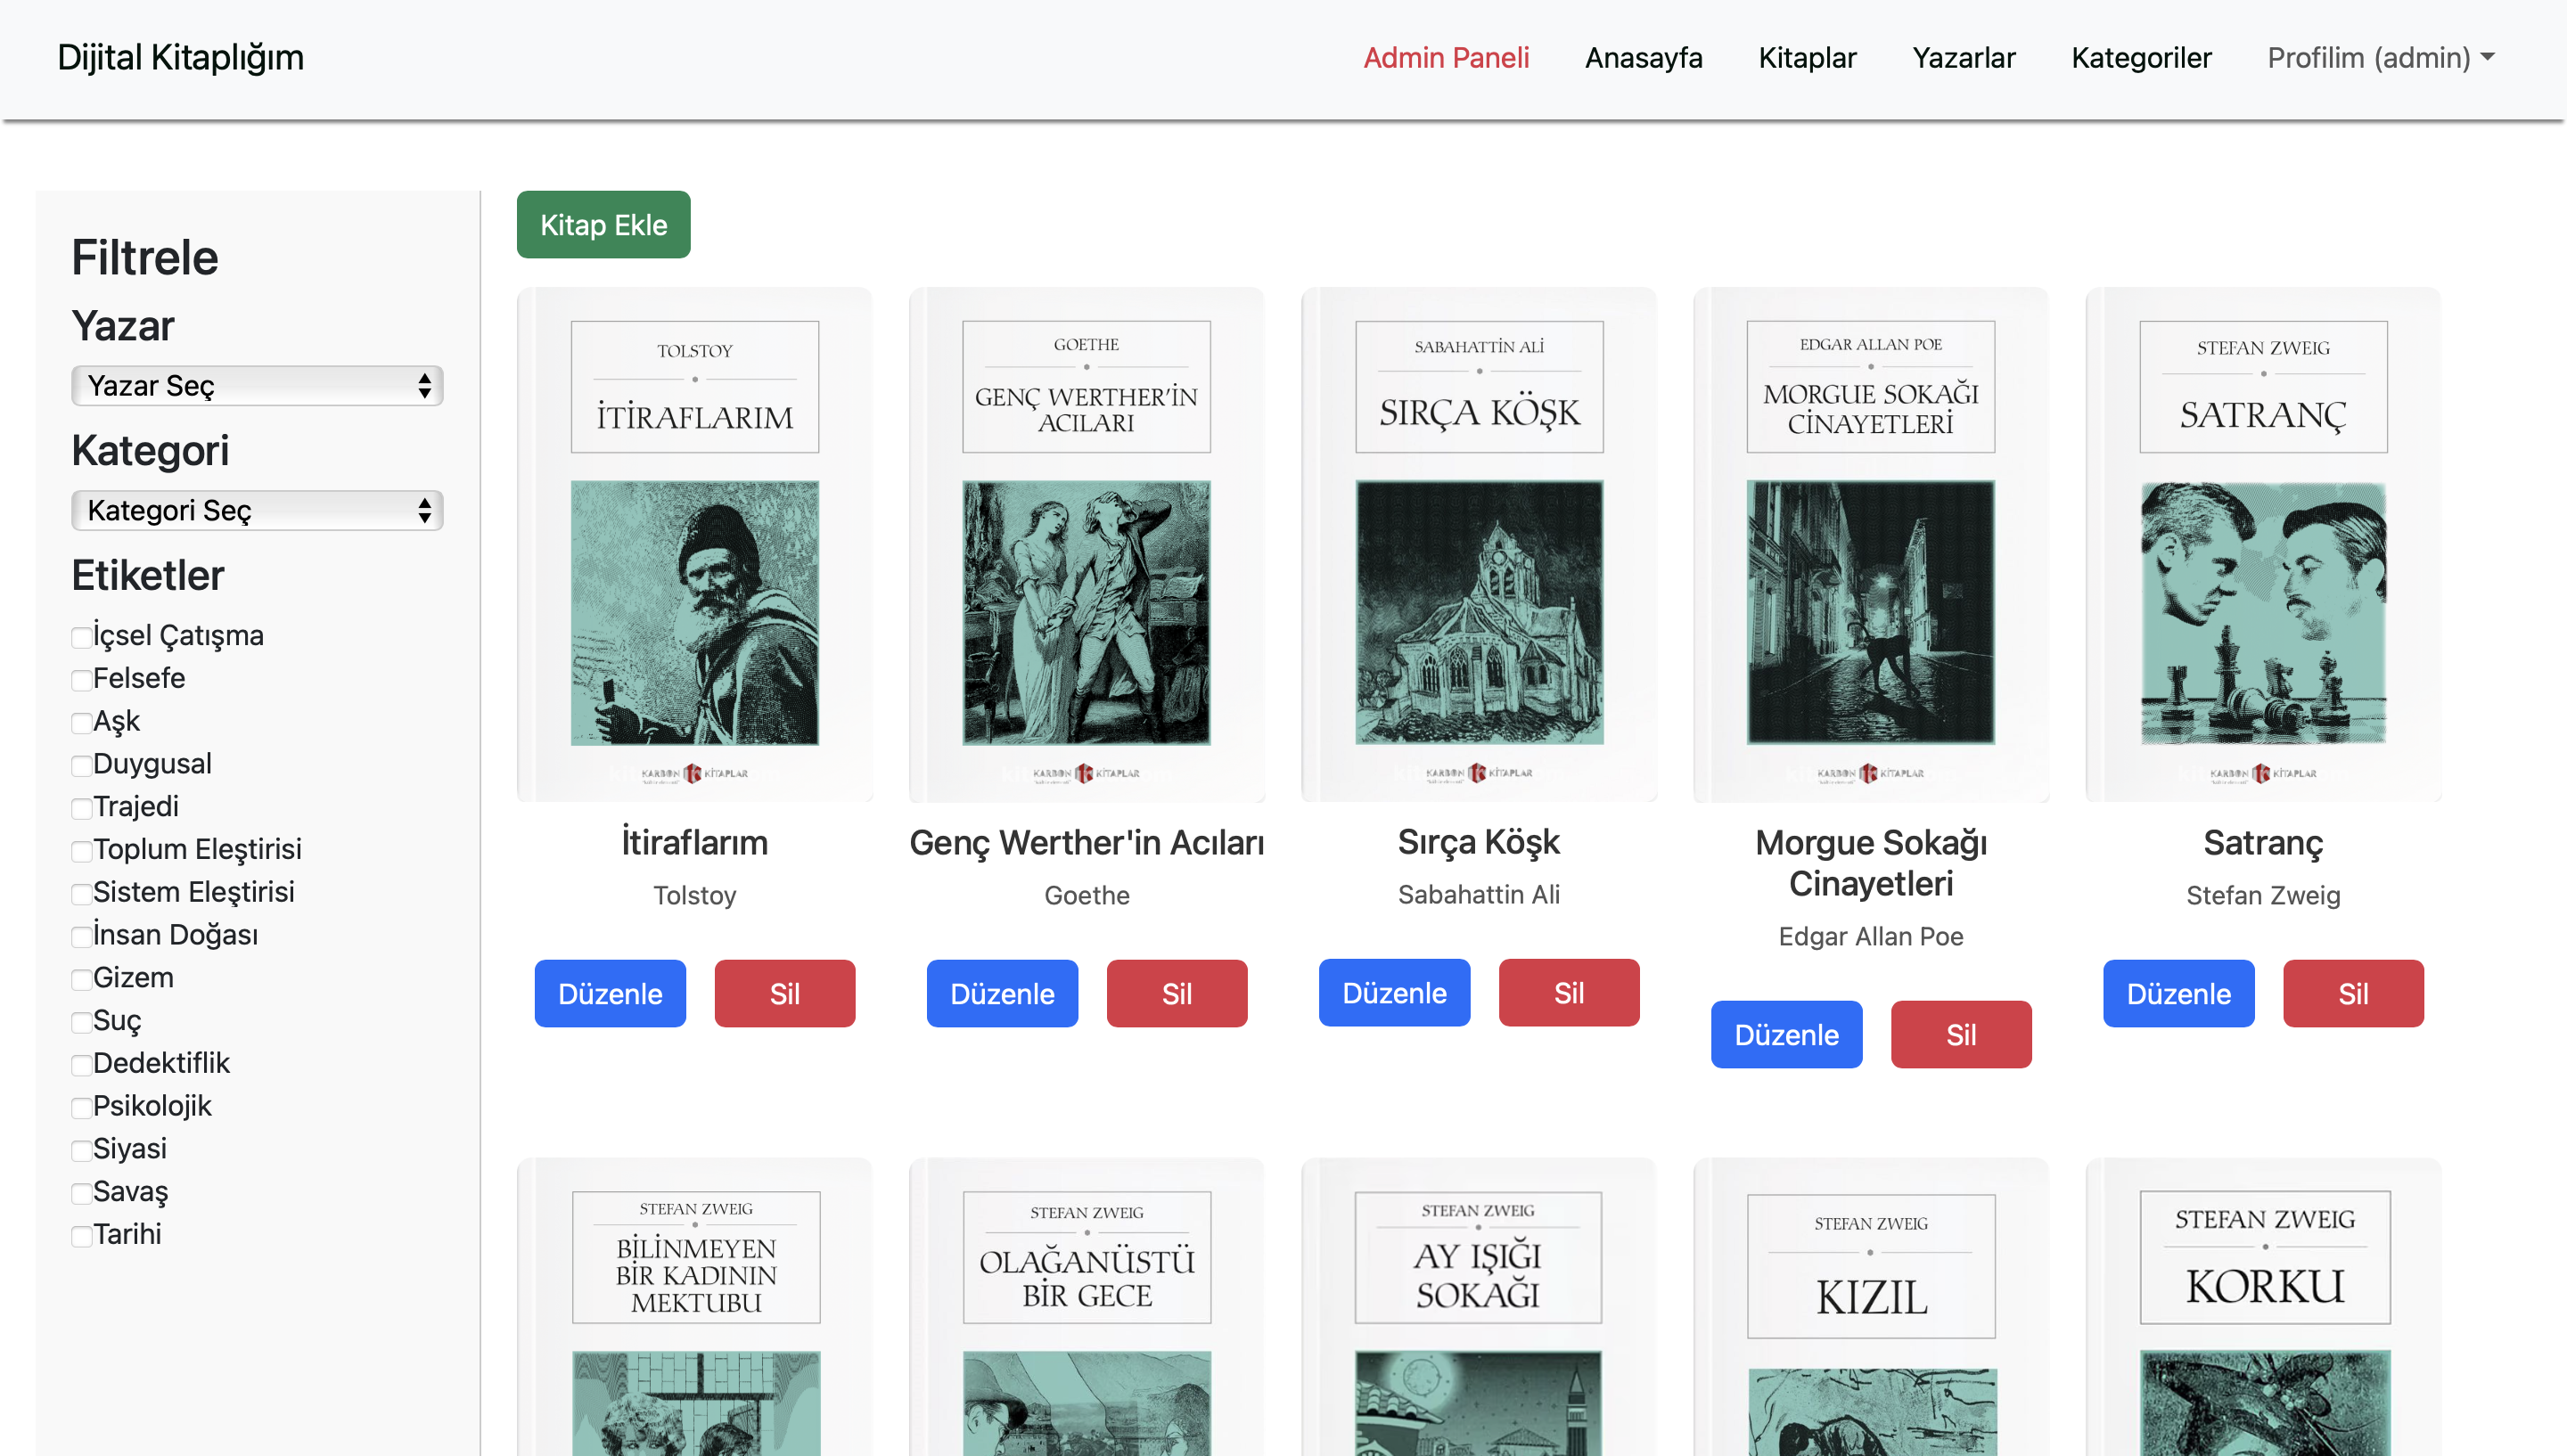 Dijital Kitaplığım
Admin Paneli
Anasayfa
Kitaplar
Yazarlar
Kategoriler
Profilim (admin)
Filtrele
Yazar
Yazar Seç
Kategori
Kategori Seç
Etiketler
İçsel Çatışma
Felsefe
Aşk
Duygusal
Trajedi
Toplum Eleştirisi
Sistem Eleştirisi
İnsan Doğası
Gizem
Suç
Dedektiflik
Psikolojik
Siyasi
Savaş
Tarihi
Kitap Ekle
TOLSTOY
İTİRAFLARIM
KARBON KİTAPLAR
İtiraflarım
Tolstoy
Düzenle
Sil
GOETHE
GENÇ WERTHER'İN
ACILARI
KARBON KİTAPLAR
Genç Werther'in Acıları
Goethe
Düzenle
Sil
SABAHATTİN ALİ
SIRÇA KÖŞK
KARBON KİTAPLAR
Sırça Köşk
Sabahattin Ali
Düzenle
Sil
EDGAR ALLAN POE
MORGUE SOKAĞI
CİNAYETLERİ
KARBON KİTAPLAR
Morgue Sokağı
Cinayetleri
Edgar Allan Poe
Düzenle
Sil
STEFAN ZWEIG
SATRANÇ
KARBON KİTAPLAR
Satranç
Stefan Zweig
Düzenle
Sil
STEFAN ZWEIG
BİLİNMEYEN
BİR KADININ
MEKTUBU
STEFAN ZWEIG
OLAĞANÜSTÜ
BİR GECE
STEFAN ZWEIG
AY IŞIĞI
SOKAĞI
STEFAN ZWEIG
KIZIL
STEFAN ZWEIG
KORKU